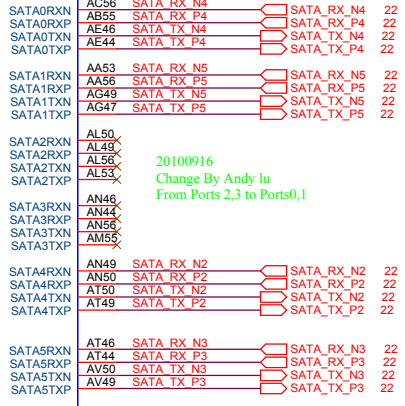 SATA0RXN AC56 SATA_RX_N4 SATA_RX_N4 22
SATA0RXP AB55 SATA_RX_P4 SATA_RX_P4 22
SATA0TXN AE46 SATA_TX_N4 SATA_TX_N4 22
SATA0TXP AE44 SATA_TX_P4 SATA_TX_P4 22
SATA1RXN AA53 SATA_RX_N5 SATA_RX_N5 22
SATA1RXP AA56 SATA_RX_P5 SATA_RX_P5 22
SATA1TXN AG49 SATA_TX_N5 SATA_TX_N5 22
SATA1TXP AG47 SATA_TX_P5 SATA_TX_P5 22
SATA2RXN AL50
SATA2RXP AL49
SATA2TXN AL56
SATA2TXP AL53
20100916
Change By Andy lu
From Ports 2,3 to Ports0,1
SATA3RXN AN46
SATA3RXP AN44
SATA3TXN AN56
SATA3TXP AM55
SATA4RXN AN49 SATA_RX_N2 SATA_RX_N2 22
SATA4RXP AN50 SATA_RX_P2 SATA_RX_P2 22
SATA4TXN AT50 SATA_TX_N2 SATA_TX_N2 22
SATA4TXP AT49 SATA_TX_P2 SATA_TX_P2 22
SATA5RXN AT46 SATA_RX_N3 SATA_RX_N3 22
SATA5RXP AT44 SATA_RX_P3 SATA_RX_P3 22
SATA5TXN AV50 SATA_TX_N3 SATA_TX_N3 22
SATA5TXP AV49 SATA_TX_P3 SATA_TX_P3 22